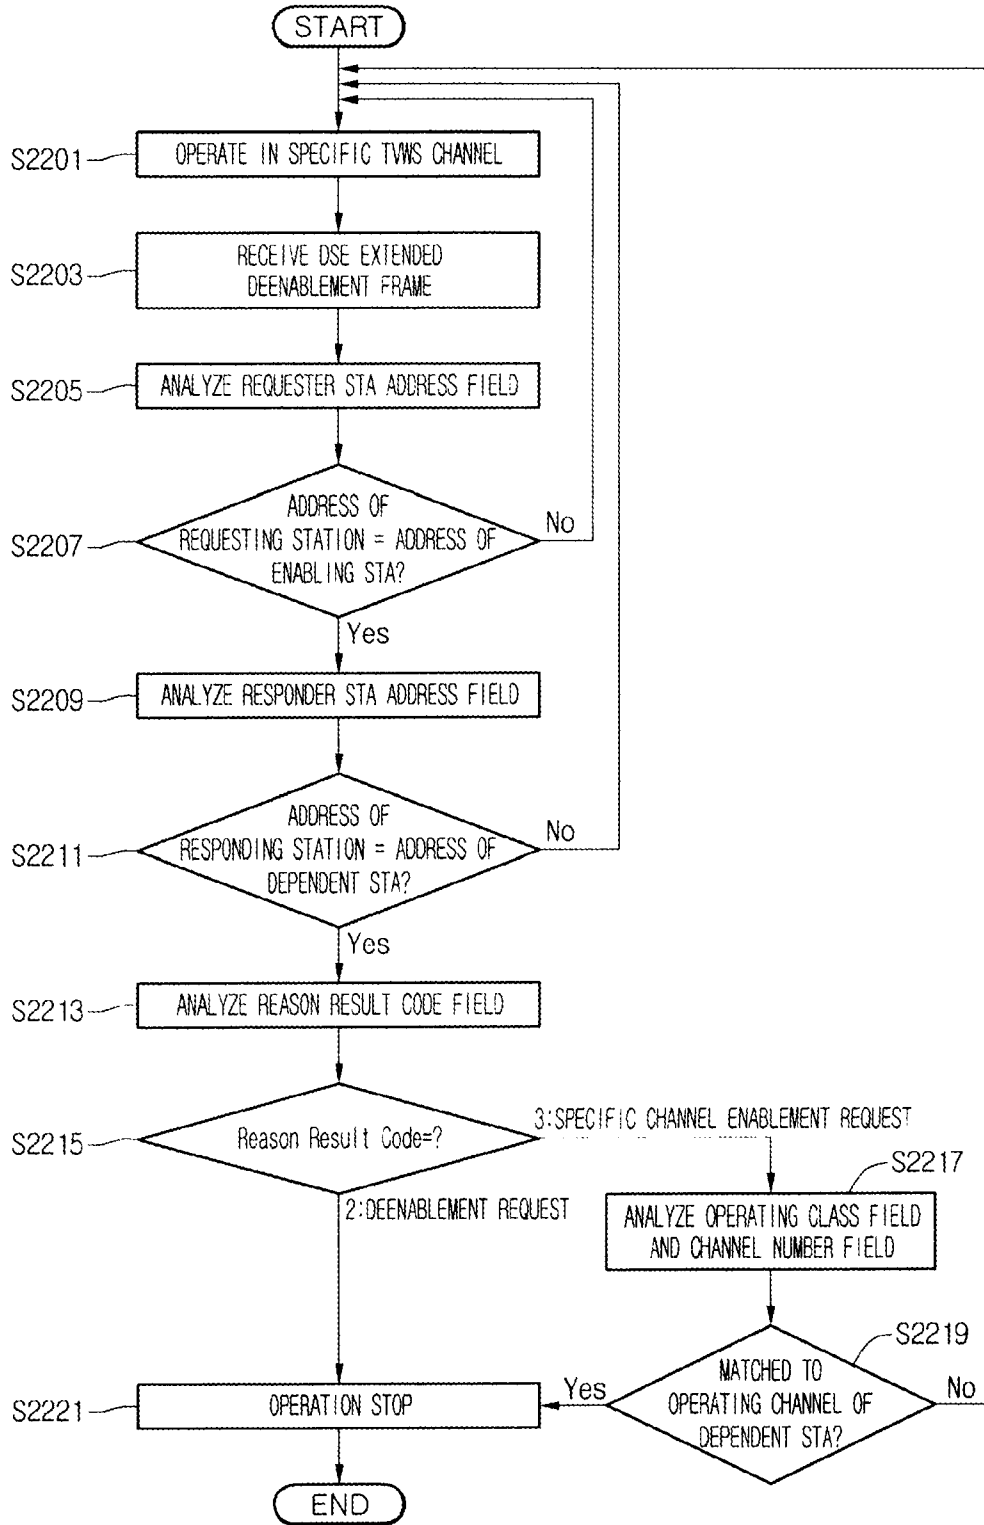 START
S2201
OPERATE IN SPECIFIC TVWS CHANNEL
S2203
RECEIVE DSE EXTENDED
DEENABLEMENT FRAME
S2205
ANALYZE REQUESTER STA ADDRESS FIELD
S2207
ADDRESS OF
REQUESTING STATION = ADDRESS OF
ENABLING STA?
No
Yes
S2209
ANALYZE RESPONDER STA ADDRESS FIELD
S2211
ADDRESS OF
RESPONDING STATION = ADDRESS OF
DEPENDENT STA?
No
Yes
S2213
ANALYZE REASON RESULT CODE FIELD
S2215
Reason Result Code=?
3:SPECIFIC CHANNEL ENABLEMENT REQUEST
2:DEENABLEMENT REQUEST
S2217
ANALYZE OPERATING CLASS FIELD
AND CHANNEL NUMBER FIELD
S2219
MATCHED TO
OPERATING CHANNEL OF
DEPENDENT STA?
Yes
No
S2221
OPERATION STOP
END